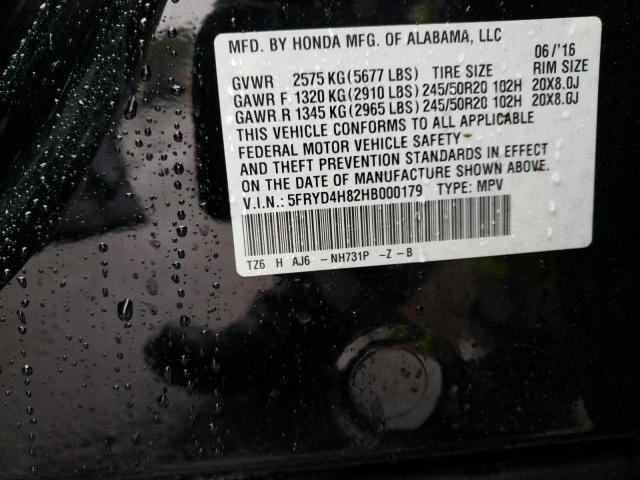 MFD. BY HONDA MFG. OF ALABAMA, LLC
06/'16
GVWR 2575 KG (5677 LBS) TIRE SIZE RIM SIZE
GAWR F 1320 KG (2910 LBS) 245/50R20 102H 20X8.0J
GAWR R 1345 KG (2965 LBS) 245/50R20 102H 20X8.0J
THIS VEHICLE CONFORMS TO ALL APPLICABLE
FEDERAL MOTOR VEHICLE SAFETY
AND THEFT PREVENTION STANDARDS IN EFFECT
ON THE DATE OF MANUFACTURE SHOWN ABOVE.
V.I.N.: 5FRYD4H82HB000179 TYPE: MPV
TZ6 H AJ6 - NH731P -Z - B